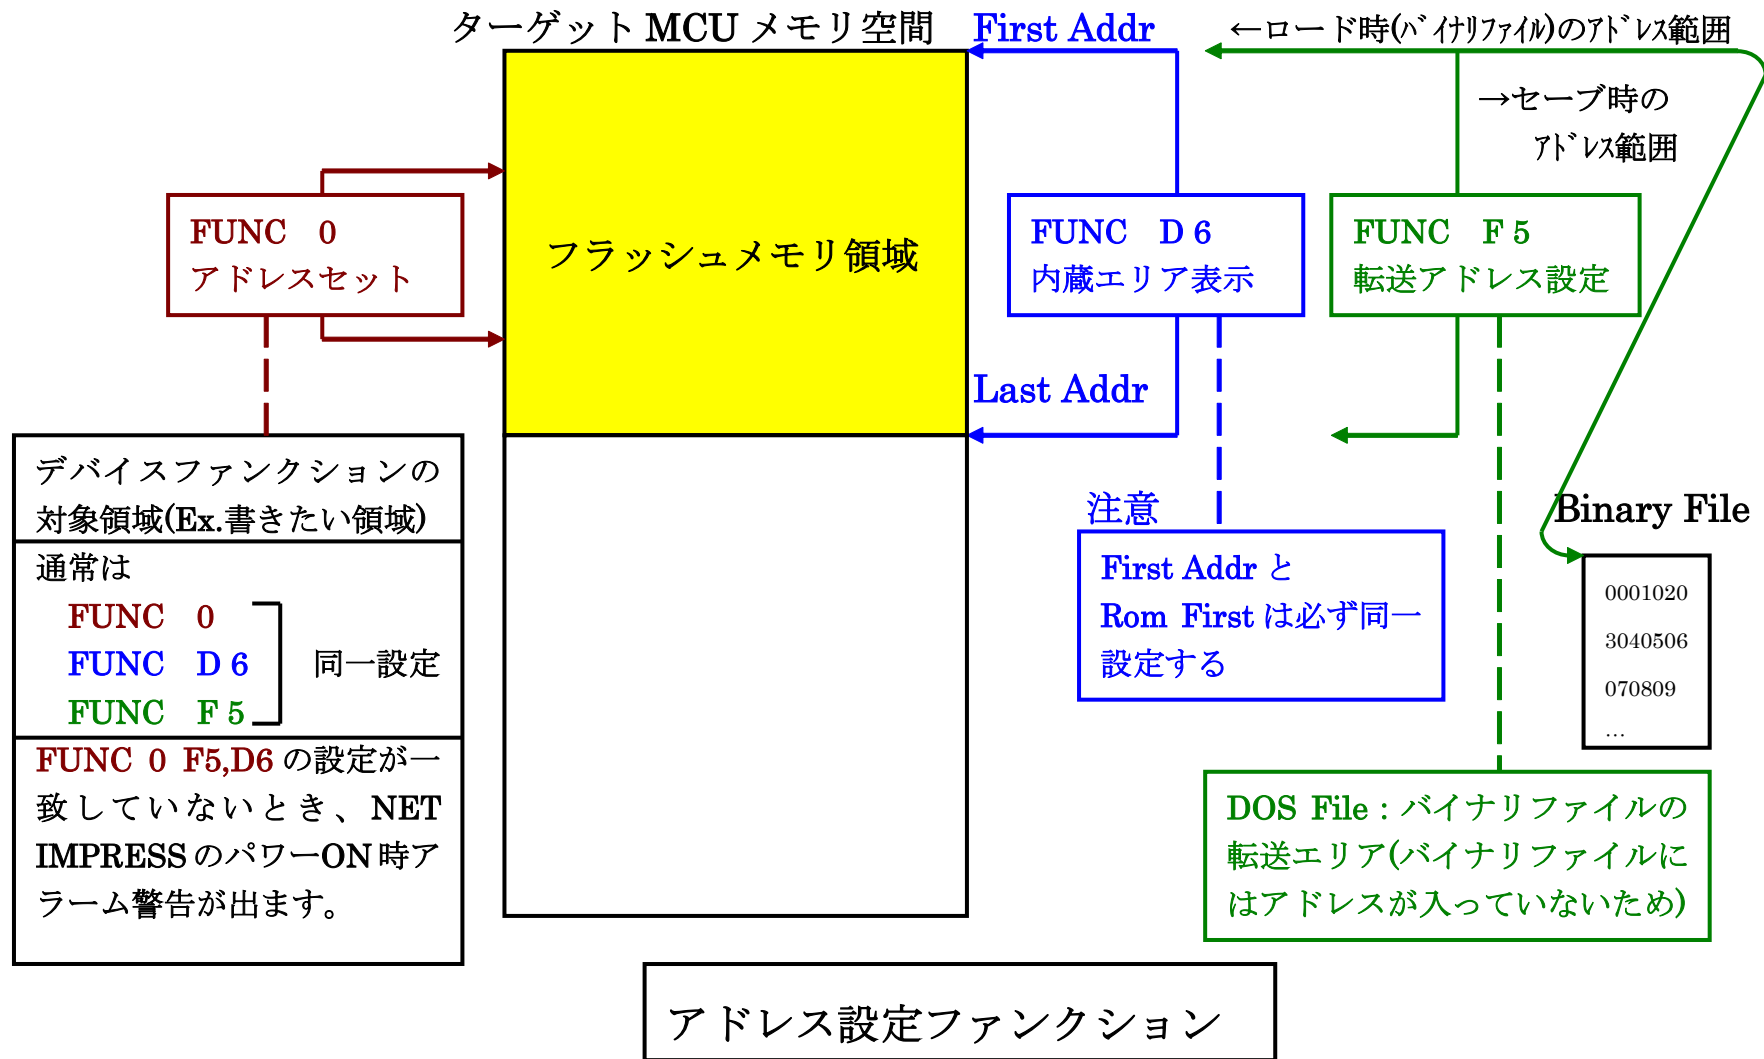 ターゲット MCU メモリ空間
First Addr
←ロード時(バイナリファイル)のアドレス範囲
→セーブ時の
アドレス範囲
FUNC 0
アドレスセット
フラッシュメモリ領域
FUNC D 6
内蔵エリア表示
FUNC F 5
転送アドレス設定
Last Addr
デバイスファンクションの
対象領域(Ex.書きたい領域)
通常は
FUNC 0
FUNC D 6
FUNC F 5
同一設定
FUNC 0 F5,D6 の設定が一
致していないとき、NET
IMPRESS のパワーON 時ア
ラーム警告が出ます。
注意
First Addr と
Rom First は必ず同一
設定する
Binary File
0001020
3040506
070809
…
DOS File : バイナリファイルの
転送エリア(バイナリファイルに
はアドレスが入っていないため)
アドレス設定ファンクション